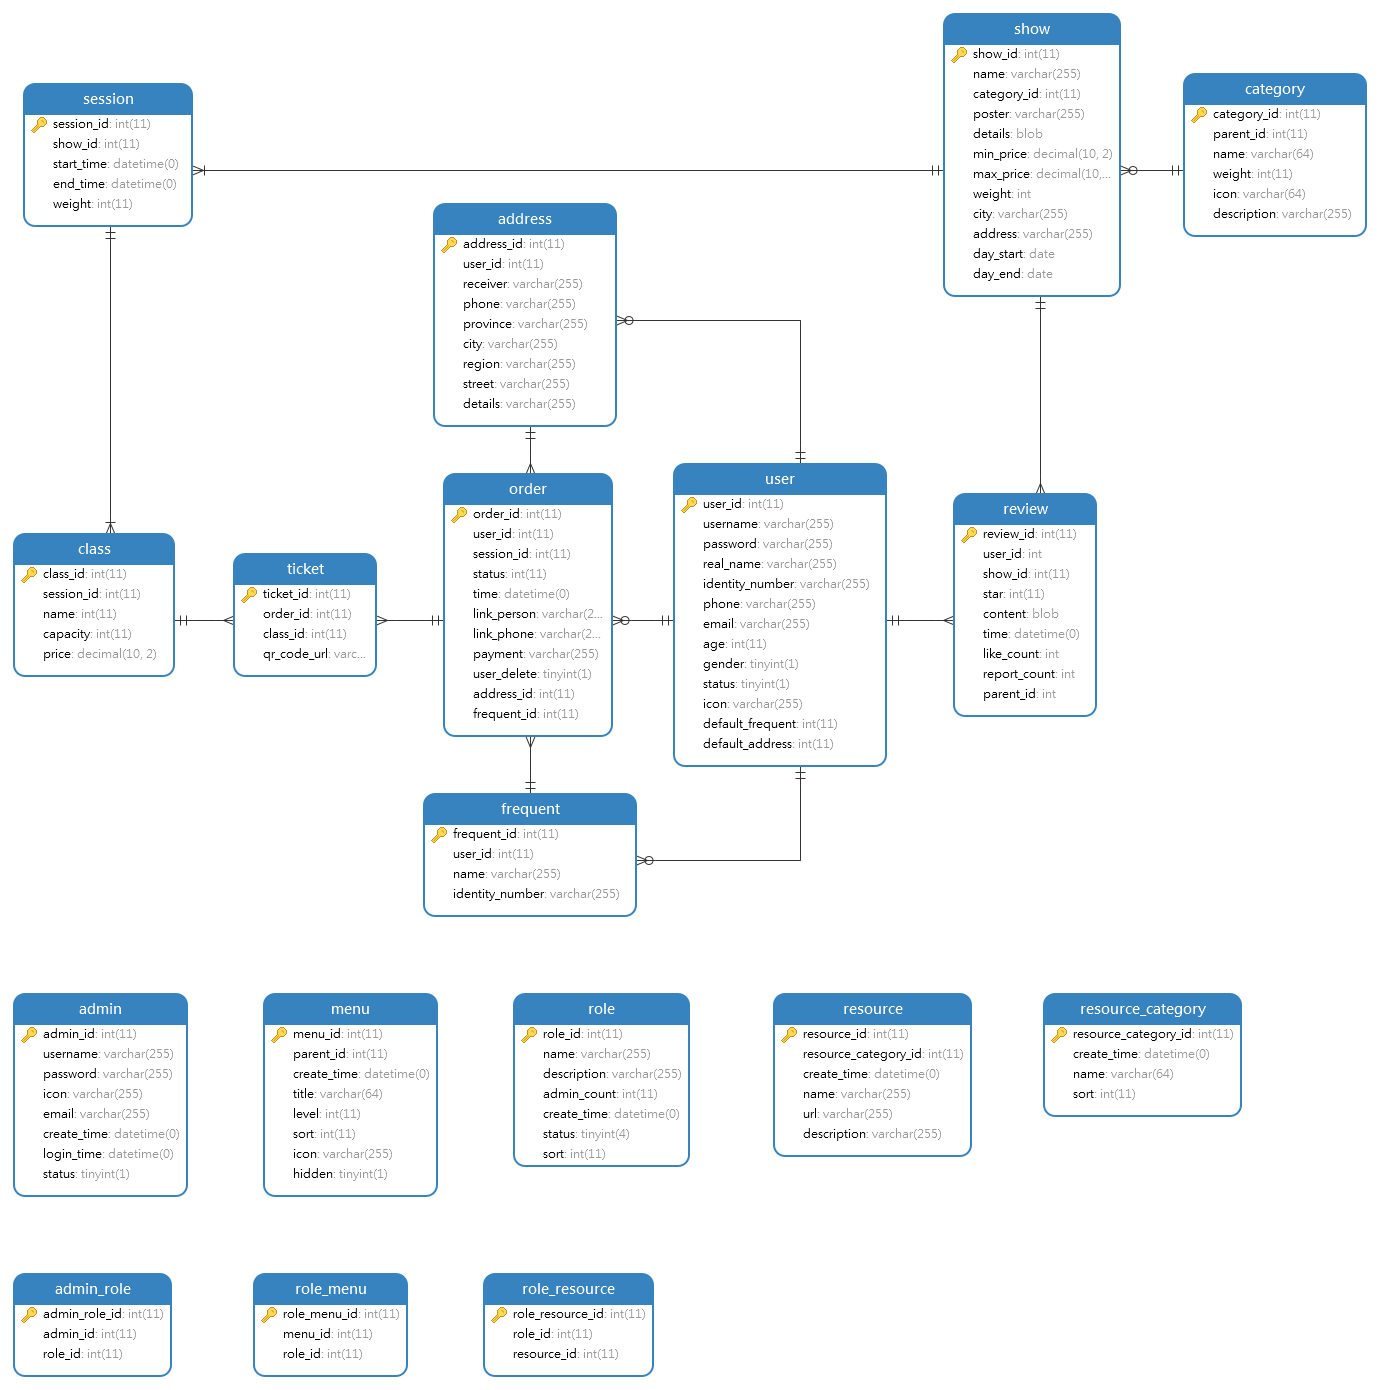 show
show_id: int(11)
name: varchar(255)
category_id: int(11)
poster: varchar(255)
details: blob
min_price: decimal(10, 2)
max_price: decimal(10,...
weight: int
city: varchar(255)
address: varchar(255)
day_start: date
day_end: date
category
category_id: int(11)
parent_id: int(11)
name: varchar(64)
weight: int(11)
icon: varchar(64)
description: varchar(255)
session
session_id: int(11)
show_id: int(11)
start_time: datetime(0)
end_time: datetime(0)
weight: int(11)
address
address_id: int(11)
user_id: int(11)
receiver: varchar(255)
phone: varchar(255)
province: varchar(255)
city: varchar(255)
region: varchar(255)
street: varchar(255)
details: varchar(255)
class
class_id: int(11)
session_id: int(11)
name: int(11)
capacity: int(11)
price: decimal(10, 2)
ticket
ticket_id: int(11)
order_id: int(11)
class_id: int(11)
qr_code_url: varc...
order
order_id: int(11)
user_id: int(11)
session_id: int(11)
status: int(11)
time: datetime(0)
link_person: varchar(2...
link_phone: varchar(2...
payment: varchar(255)
user_delete: tinyint(1)
address_id: int(11)
frequent_id: int(11)
user
user_id: int(11)
username: varchar(255)
password: varchar(255)
real_name: varchar(255)
identity_number: varchar(255)
phone: varchar(255)
email: varchar(255)
age: int(11)
gender: tinyint(1)
status: tinyint(1)
icon: varchar(255)
default_frequent: int(11)
default_address: int(11)
review
review_id: int(11)
user_id: int
show_id: int(11)
star: int(11)
content: blob
time: datetime(0)
like_count: int
report_count: int
parent_id: int
frequent
frequent_id: int(11)
user_id: int(11)
name: varchar(255)
identity_number: varchar(255)
admin
admin_id: int(11)
username: varchar(255)
password: varchar(255)
icon: varchar(255)
email: varchar(255)
create_time: datetime(0)
login_time: datetime(0)
status: tinyint(1)
menu
menu_id: int(11)
parent_id: int(11)
create_time: datetime(0)
title: varchar(64)
level: int(11)
sort: int(11)
icon: varchar(255)
hidden: tinyint(1)
role
role_id: int(11)
name: varchar(255)
description: varchar(255)
admin_count: int(11)
create_time: datetime(0)
status: tinyint(4)
sort: int(11)
resource
resource_id: int(11)
resource_category_id: int(11)
create_time: datetime(0)
name: varchar(255)
url: varchar(255)
description: varchar(255)
resource_category
resource_category_id: int(11)
create_time: datetime(0)
name: varchar(64)
sort: int(11)
admin_role
admin_role_id: int(11)
admin_id: int(11)
role_id: int(11)
role_menu
role_menu_id: int(11)
menu_id: int(11)
role_id: int(11)
role_resource
role_resource_id: int(11)
role_id: int(11)
resource_id: int(11)